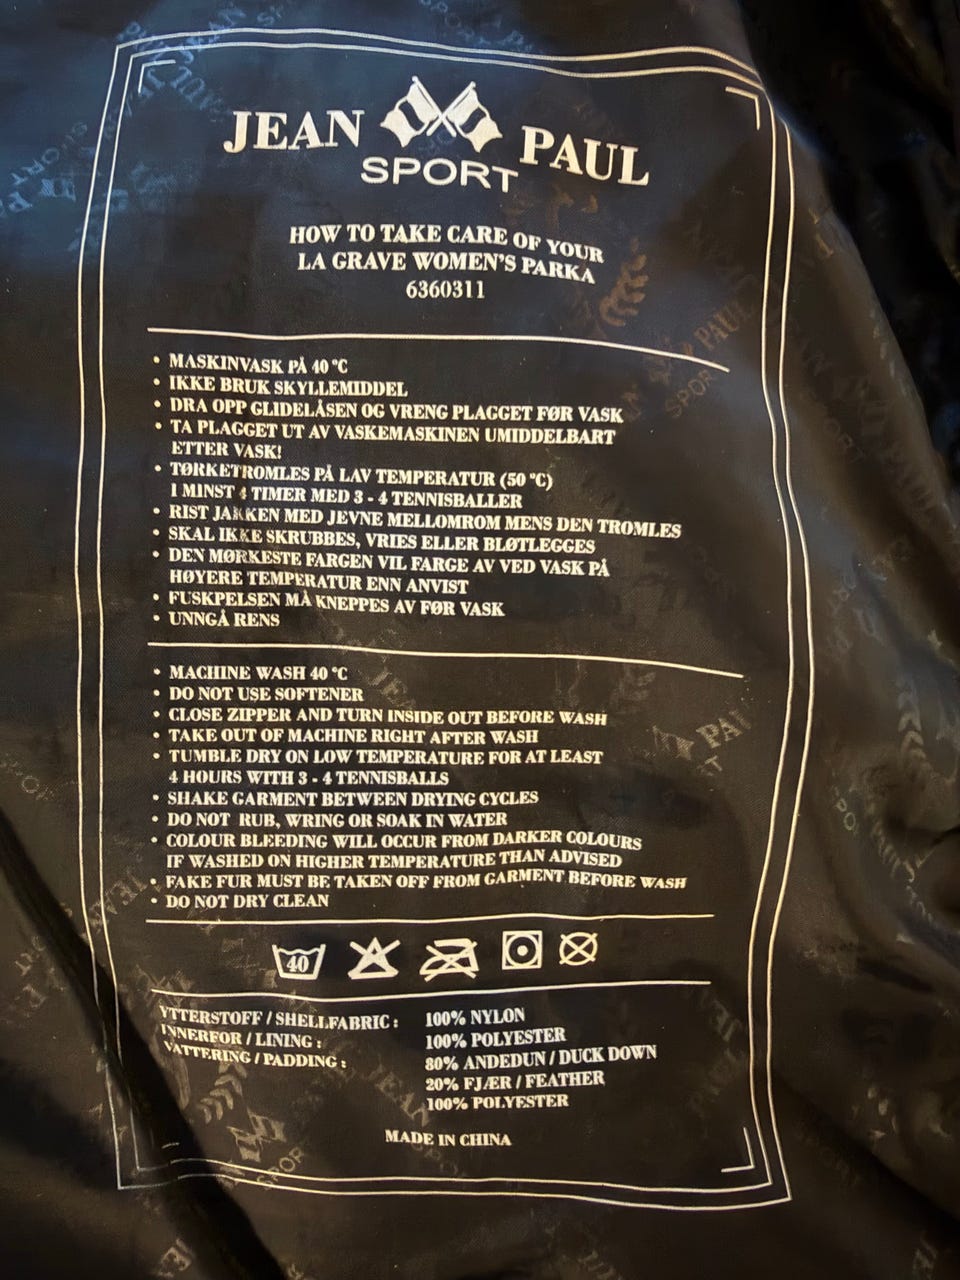 JEAN PAUL
SPORT
HOW TO TAKE CARE OF YOUR
LA GRAVE WOMEN'S PARKA
6360311
• MASKINVASK PÅ 40 °C
• IKKE BRUK SKYLLEMIDDEL
• DRA OPP GLIDELÅSEN OG VRENG PLAGGET FØR VASK
• TA PLAGGET UT AV VASKEMASKINEN UMIDDELBART
ETTER VASK!
• TØRKETROMLES PÅ LAV TEMPERATUR (50 °C)
I MINST 4 TIMER MED 3 - 4 TENNISBALLER
• RIST JAKKEN MED JEVNE MELLOMROM MENS DEN TROMLES
• SKAL IKKE SKRUBBES, VRIES ELLER BLØTLEGGES
• DEN MØRKESTE FARGEN VIL FARGE AV VED VASK PÅ
HØYERE TEMPERATUR ENN ANVIST
• FUSKPELSEN MÅ KNEPPES AV FØR VASK
• UNNGÅ RENS
• MACHINE WASH 40 °C
• DO NOT USE SOFTENER
• CLOSE ZIPPER AND TURN INSIDE OUT BEFORE WASH
• TAKE OUT OF MACHINE RIGHT AFTER WASH
• TUMBLE DRY ON LOW TEMPERATURE FOR AT LEAST
4 HOURS WITH 3 - 4 TENNISBALLS
• SHAKE GARMENT BETWEEN DRYING CYCLES
• DO NOT RUB, WRING OR SOAK IN WATER
• COLOUR BLEEDING WILL OCCUR FROM DARKER COLOURS
IF WASHED ON HIGHER TEMPERATURE THAN ADVISED
• FAKE FUR MUST BE TAKEN OFF FROM GARMENT BEFORE WASH
• DO NOT DRY CLEAN
40
YTTERSTOFF / SHELLFABRIC : 100% NYLON
INNERFOR / LINING : 100% POLYESTER
VATTERING / PADDING : 80% ANDEDUN / DUCK DOWN
20% FJÆR / FEATHER
100% POLYESTER
MADE IN CHINA